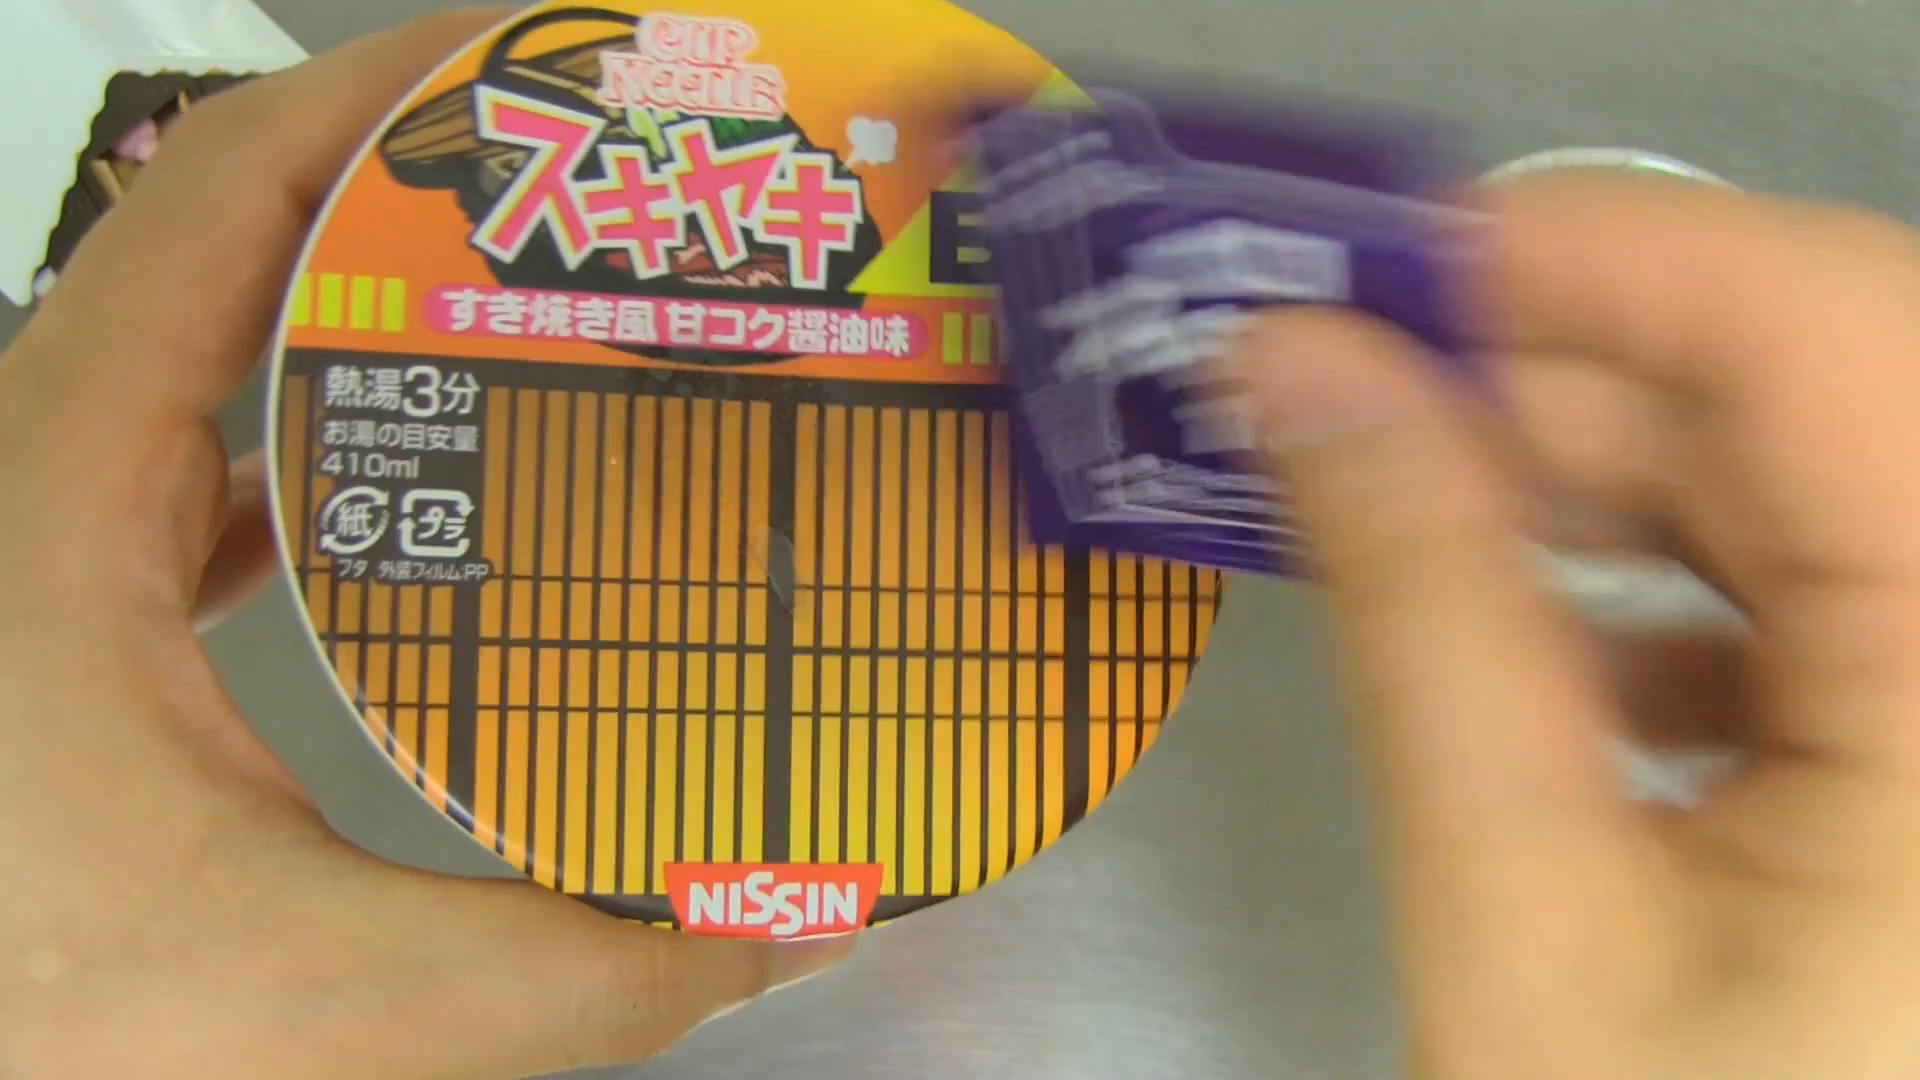 CUP
NOODLE
スキヤキ
すき焼き風 甘コク醤油味
熱湯3分
お湯の目安量
410ml
紙 プラ
フタ 外装フィルム:PP
NISSIN